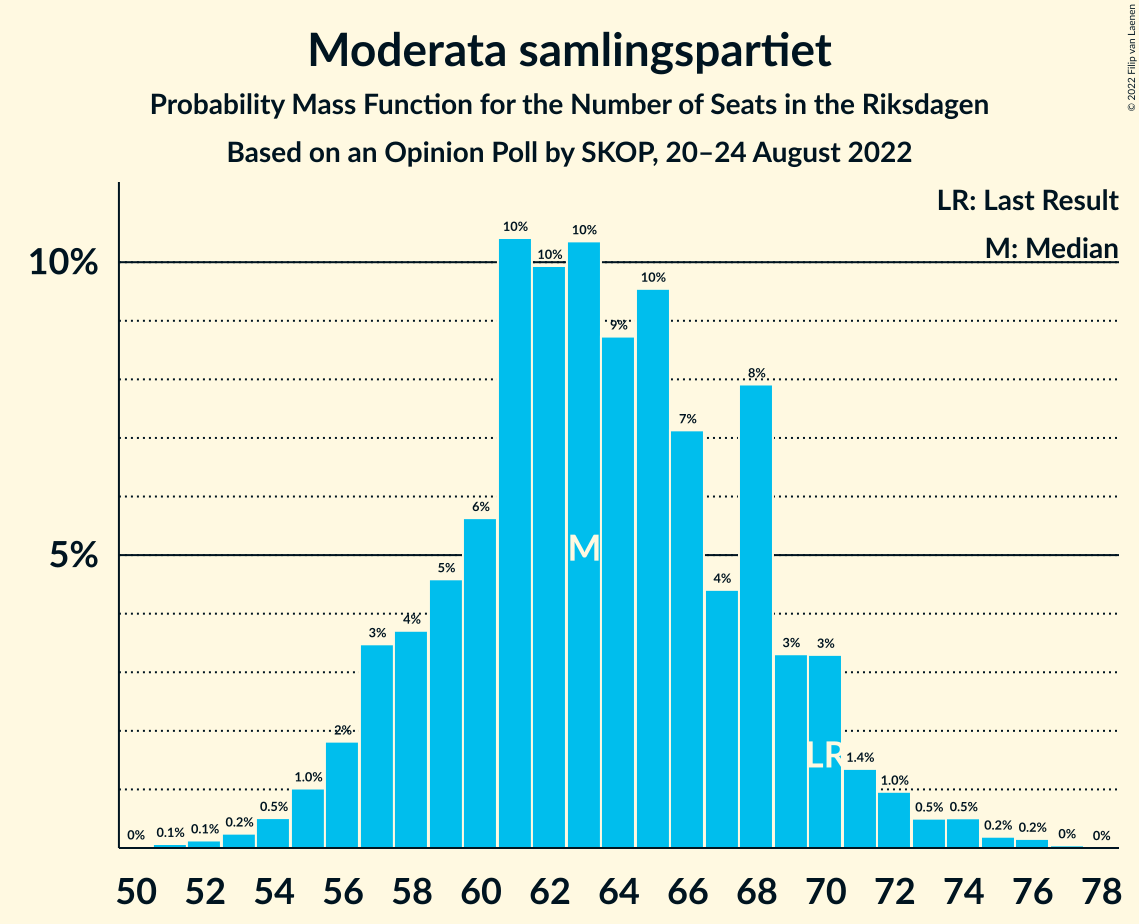 Moderata samlingspartiet
Probability Mass Function for the Number of Seats in the Riksdagen
Based on an Opinion Poll by SKOP, 20–24 August 2022
© 2022 Filip van Laenen
LR: Last Result
M: Median
10%
5%
0% 0.1% 0.1% 0.2% 0.5% 1.0% 2% 3% 4% 5% 6% 10% 10% 10% 9% 10% 7% 4% 8% 3% 3% 1.4% 1.0% 0.5% 0.5% 0.2% 0.2% 0% 0%
M
LR
50 52 54 56 58 60 62 64 66 68 70 72 74 76 78